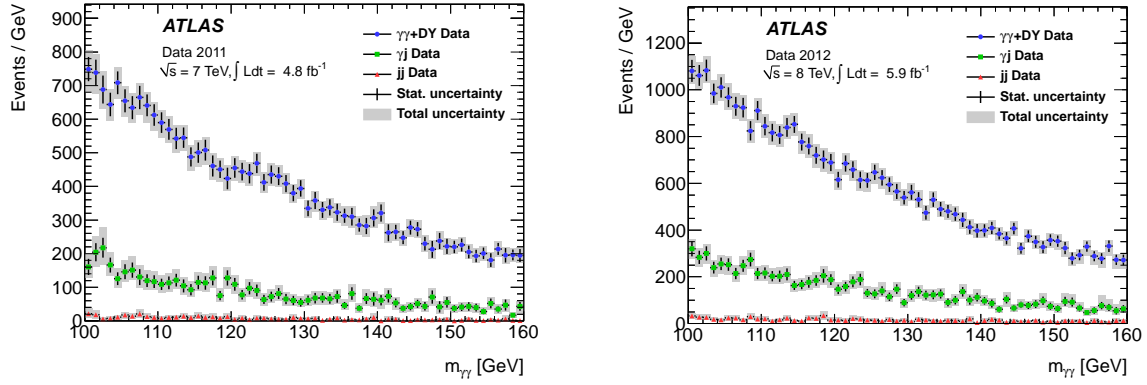 Events / GeV
900
800
700
600
500
400
300
200
100
0
100 110 120 130 140 150 160
m_γγ [GeV]
ATLAS
Data 2011
√s = 7 TeV, ∫ Ldt = 4.8 fb⁻¹
γγ+DY Data
γj Data
jj Data
Stat. uncertainty
Total uncertainty
Events / GeV
1200
1000
800
600
400
200
0
100 110 120 130 140 150 160
m_γγ [GeV]
ATLAS
Data 2012
√s = 8 TeV, ∫ Ldt = 5.9 fb⁻¹
γγ+DY Data
γj Data
jj Data
Stat. uncertainty
Total uncertainty